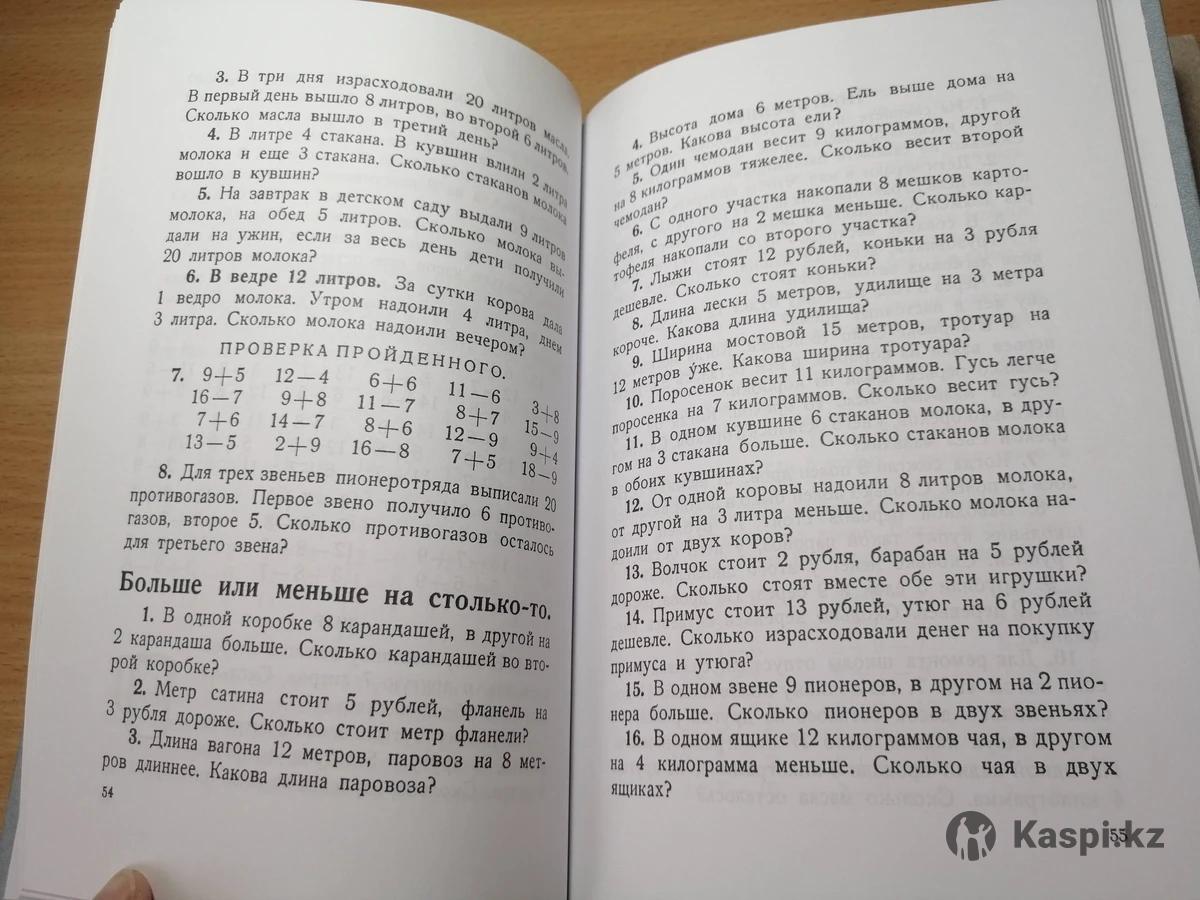 3. В три дня израсходовали 20 литров масла.
В первый день вышло 8 литров, во второй 6 литров.
Сколько масла вышло в третий день?
4. В литре 4 стакана. В кувшин влили 2 литра
молока и еще 3 стакана. Сколько стаканов молока
вошло в кувшин?
5. На завтрак в детском саду выдали 9 литров
молока, на обед 5 литров. Сколько молока вы-
дали на ужин, если за весь день дети получили
20 литров молока?
6. В ведре 12 литров. За сутки корова дала
1 ведро молока. Утром надоили 4 литра, днем
3 литра. Сколько молока надоили вечером?
ПРОВЕРКА ПРОЙДЕННОГО.
7. 9+5 12—4 6+6 11—6 3+8
16—7 9+8 11—7 8+7 15—9
7+6 14—7 8+6 12—9 9+4
13—5 2+9 16—8 7+5 18—9
8. Для трех звеньев пионеротряда выписали 20
противогазов. Первое звено получило 6 противо-
газов, второе 5. Сколько противогазов осталось
для третьего звена?
Больше или меньше на столько-то.
1. В одной коробке 8 карандашей, в другой на
2 карандаша больше. Сколько карандашей во вто-
рой коробке?
2. Метр сатина стоит 5 рублей, фланель на
3 рубля дороже. Сколько стоит метр фланели?
3. Длина вагона 12 метров, паровоз на 8 мет-
ров длиннее. Какова длина паровоза?
54
4. Высота дома 6 метров. Ель выше дома на
5 метров. Какова высота ели?
5. Один чемодан весит 9 килограммов, другой
на 8 килограммов тяжелее. Сколько весит второй
чемодан?
6. С одного участка накопали 8 мешков карто-
феля, с другого на 2 мешка меньше. Сколько кар-
тофеля накопали со второго участка?
7. Лыжи стоят 12 рублей, коньки на 3 рубля
дешевле. Сколько стоят коньки?
8. Длина лески 5 метров, удилище на 3 метра
короче. Какова длина удилища?
9. Ширина мостовой 15 метров, тротуар на
12 метров у́же. Какова ширина тротуара?
10. Поросенок весит 11 килограммов. Гусь легче
поросенка на 7 килограммов. Сколько весит гусь?
11. В одном кувшине 6 стаканов молока, в дру-
гом на 3 стакана больше. Сколько стаканов молока
в обоих кувшинах?
12. От одной коровы надоили 8 литров молока,
от другой на 3 литра меньше. Сколько молока на-
доили от двух коров?
13. Волчок стоит 2 рубля, барабан на 5 рублей
дороже. Сколько стоят вместе обе эти игрушки?
14. Примус стоит 13 рублей, утюг на 6 рублей
дешевле. Сколько израсходовали денег на покупку
примуса и утюга?
15. В одном звене 9 пионеров, в другом на 2 пио-
нера больше. Сколько пионеров в двух звеньях?
16. В одном ящике 12 килограммов чая, в другом
на 4 килограмма меньше. Сколько чая в двух
ящиках?
55
Kaspi.kz